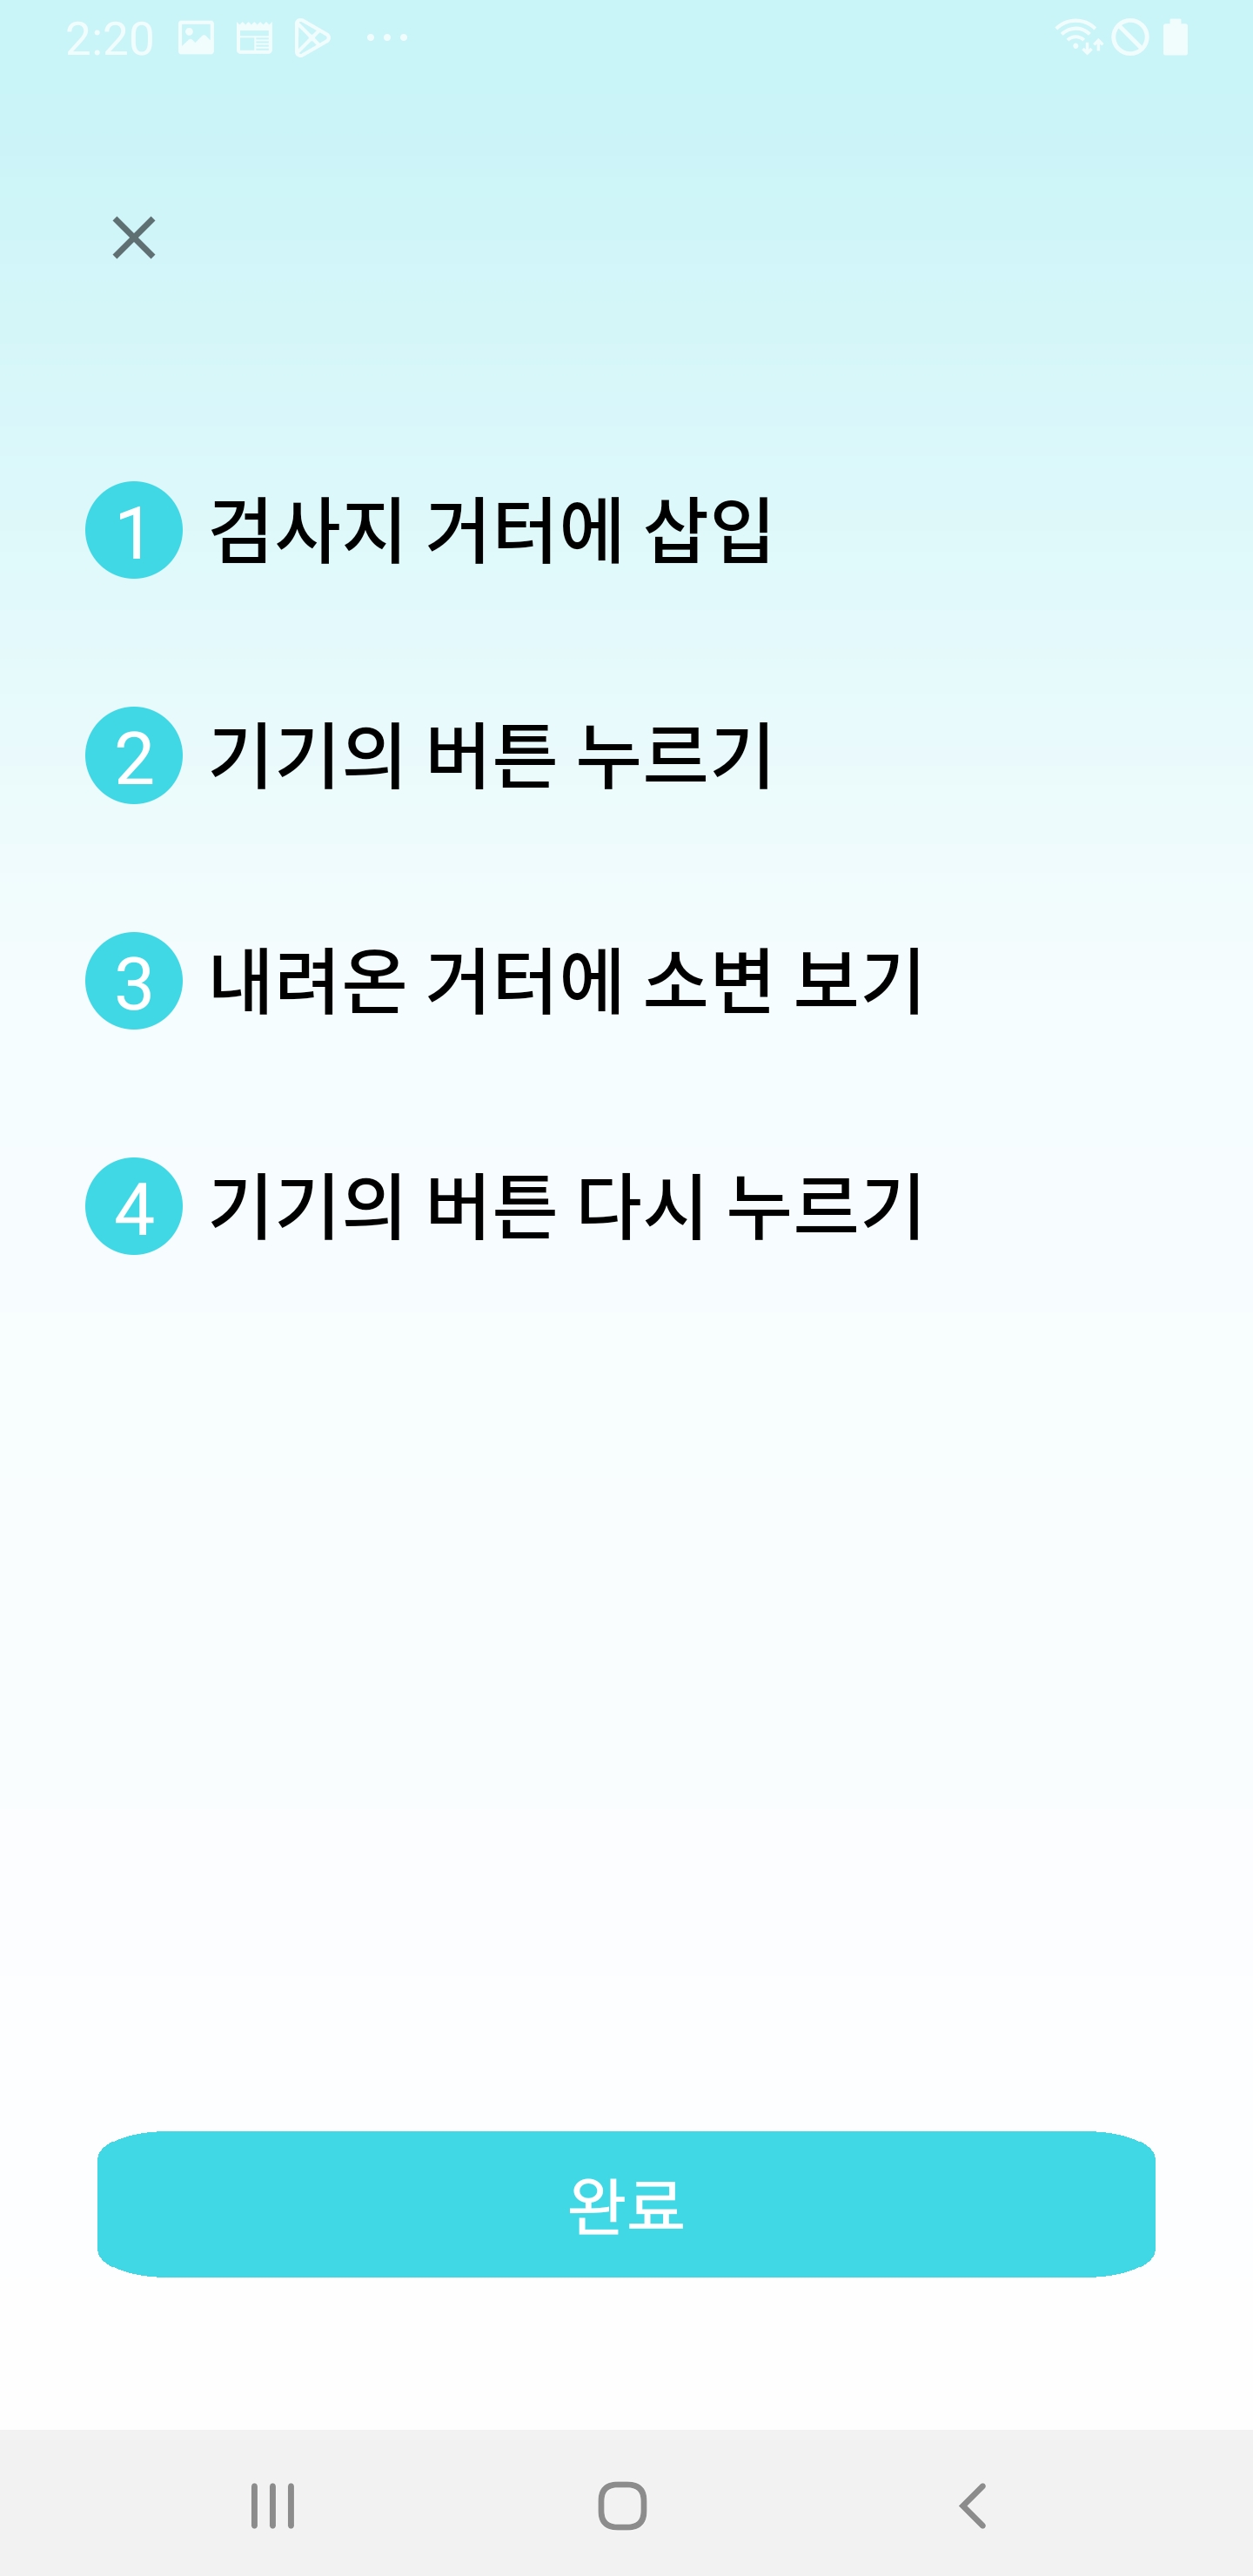 2:20
1 검사지 거터에 삽입
2 기기의 버튼 누르기
3 내려온 거터에 소변 보기
4 기기의 버튼 다시 누르기
완료